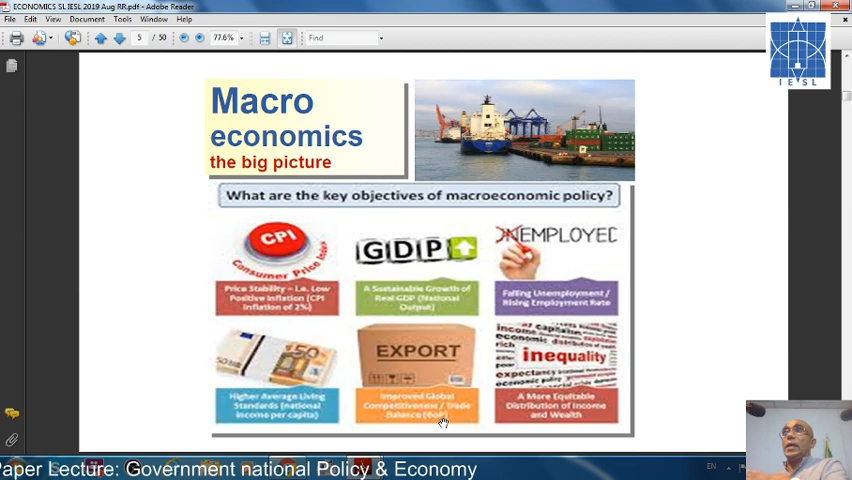 ECONOMICS SL.IESL 2019 Aug RR.pdf - Adobe Reader
File Edit View Document Tools Window Help
5 / 50 77.6% Find
IESL
Macro
economics
the big picture
What are the key objectives of macroeconomic policy?
CPI
Consumer Price Index
GDP
UNEMPLOYED
Price Stability – i.e. Low
Positive Inflation (CPI
Inflation of 2%)
A Sustainable Growth of
Real GDP (National
Output)
Falling Unemployment /
Rising Employment Rate
50
EXPORT
inequality
Higher Average Living
Standards (national
income per capita)
Improved Global
Competitiveness / Trade
Balance (BoP)
A More Equitable
Distribution of Income
and Wealth
EN
Paper Lecture: Government national Policy & Economy